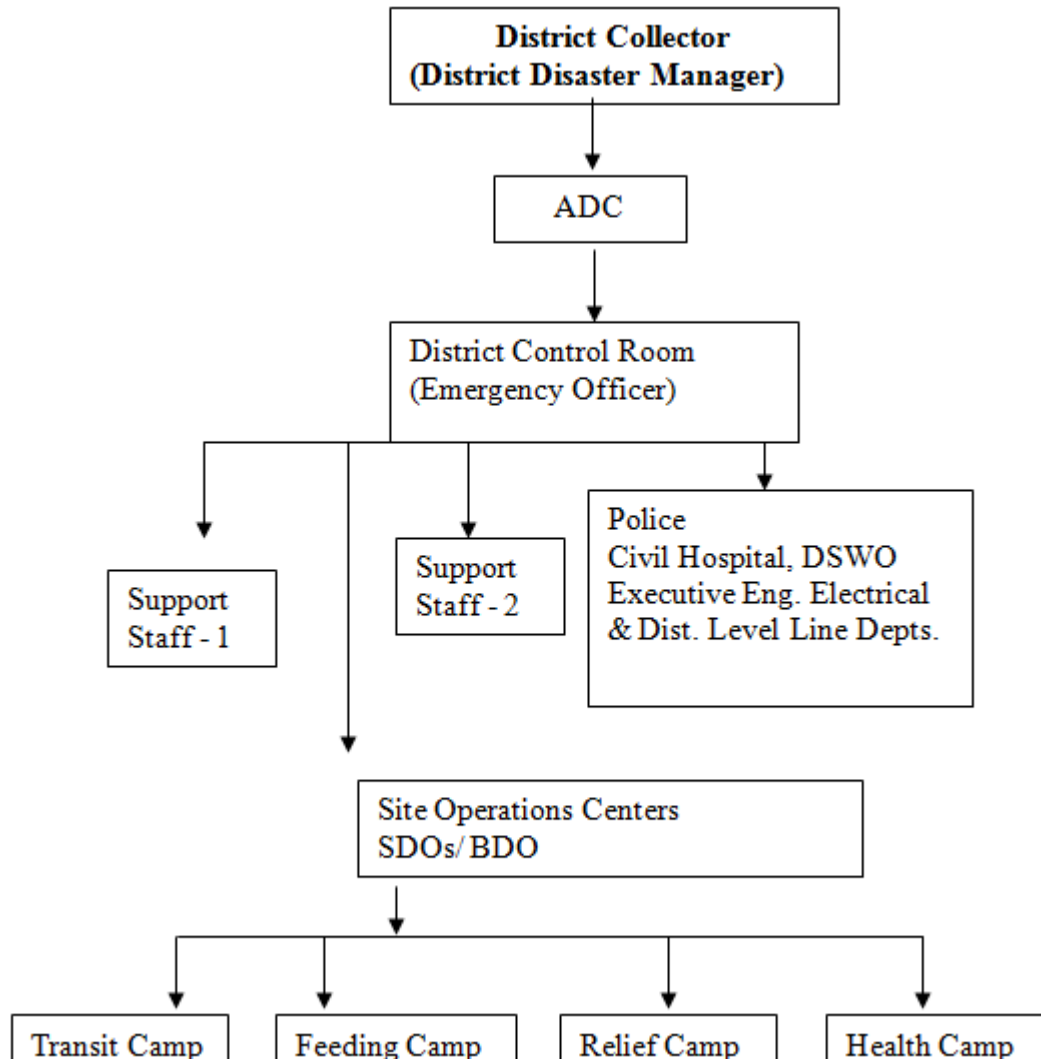 District Collector
(District Disaster Manager)
ADC
District Control Room
(Emergency Officer)
Support
Staff - 1
Support
Staff - 2
Police
Civil Hospital, DSWO
Executive Eng. Electrical
& Dist. Level Line Depts.
Site Operations Centers
SDOs/ BDO
Transit Camp
Feeding Camp
Relief Camp
Health Camp